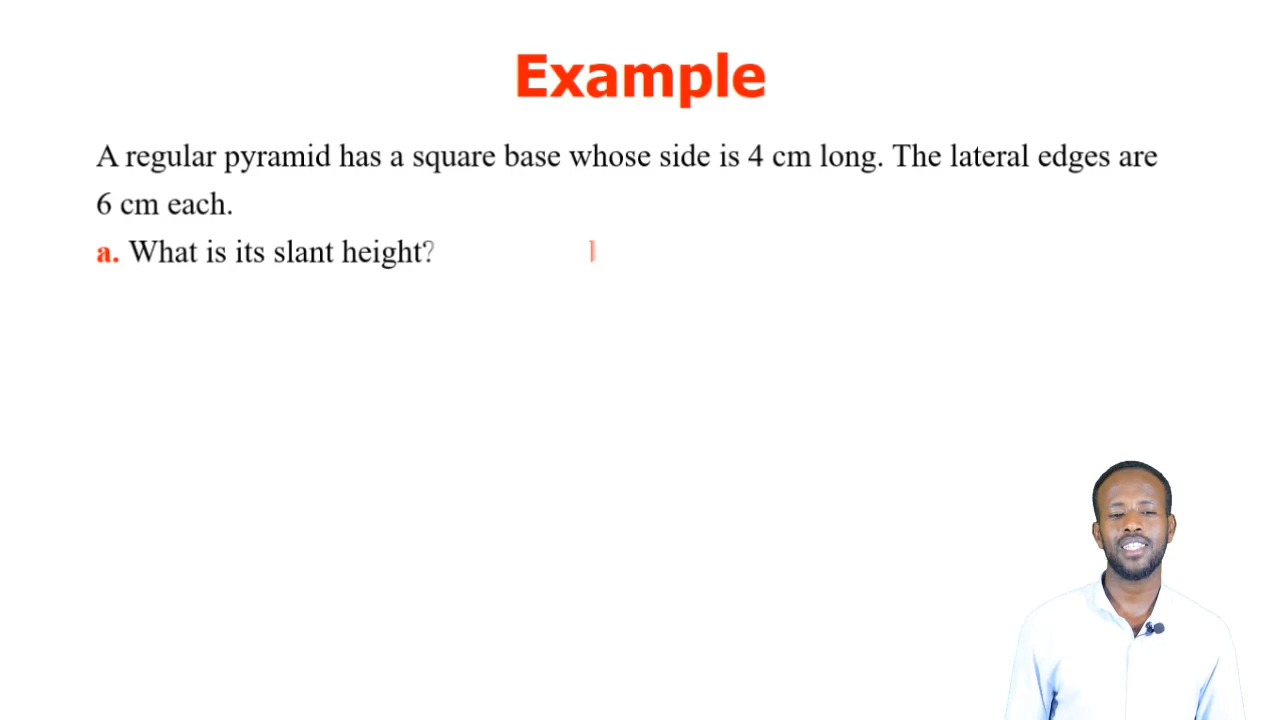 Example
A regular pyramid has a square base whose side is 4 cm long. The lateral edges are
6 cm each.
a. What is its slant height?